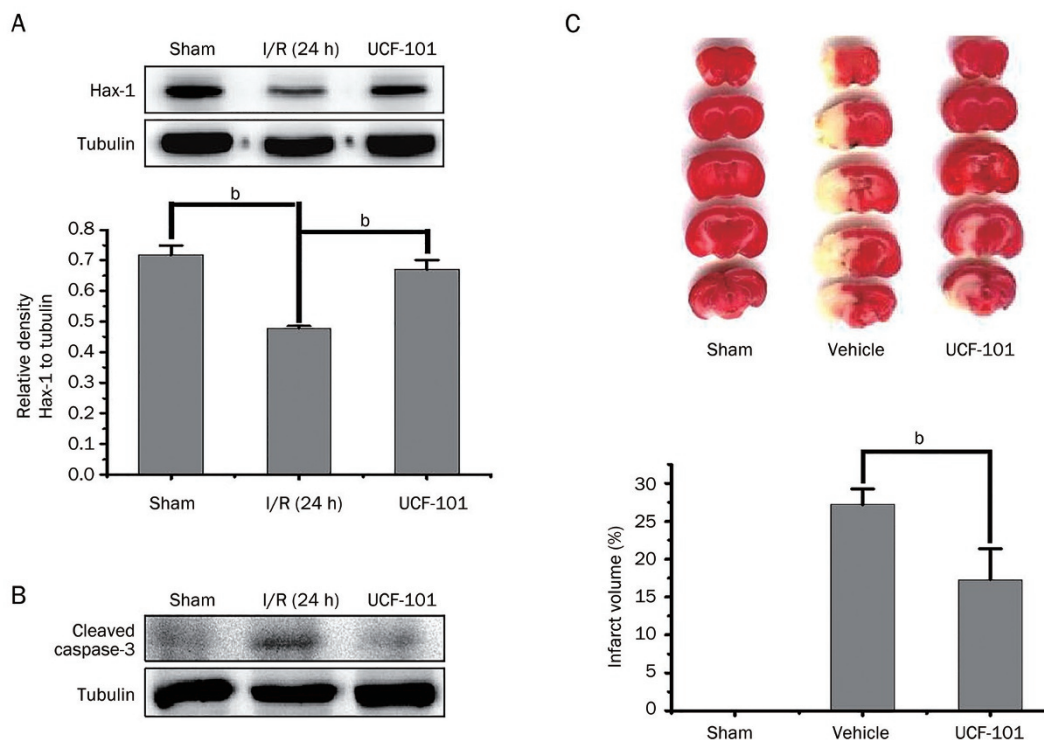 A
Sham I/R (24 h) UCF-101
Hax-1
Tubulin
b
b
Relative density
Hax-1 to tubulin
0.8
0.7
0.6
0.5
0.4
0.3
0.2
0.1
0.0
Sham I/R (24 h) UCF-101
B
Sham I/R (24 h) UCF-101
Cleaved
caspase-3
Tubulin
C
Sham Vehicle UCF-101
b
Infarct volume (%)
30
25
20
15
10
5
0
Sham Vehicle UCF-101